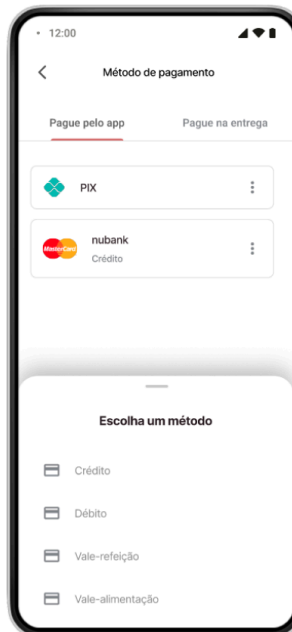 12:00
Método de pagamento
Pague pelo app
Pague na entrega
PIX
MasterCard
nubank
Crédito
Escolha um método
Crédito
Débito
Vale-refeição
Vale-alimentação